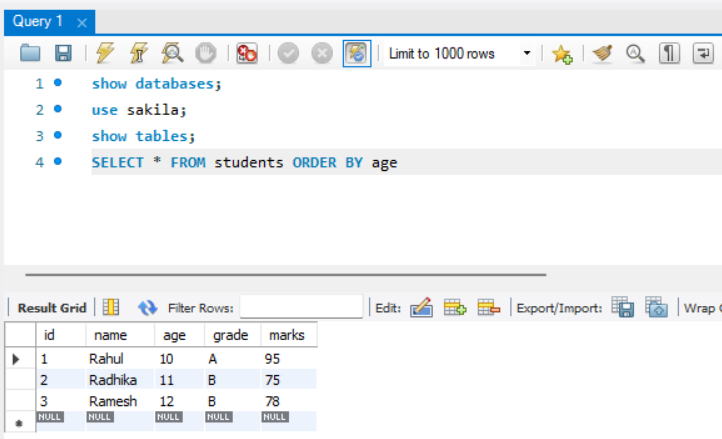 Query 1
Limit to 1000 rows
1 show databases;
2 use sakila;
3 show tables;
4 SELECT * FROM students ORDER BY age
Result Grid Filter Rows: Edit: Export/Import: Wrap C
id name age grade marks
1 Rahul 10 A 95
2 Radhika 11 B 75
3 Ramesh 12 B 78
NULL NULL NULL NULL NULL